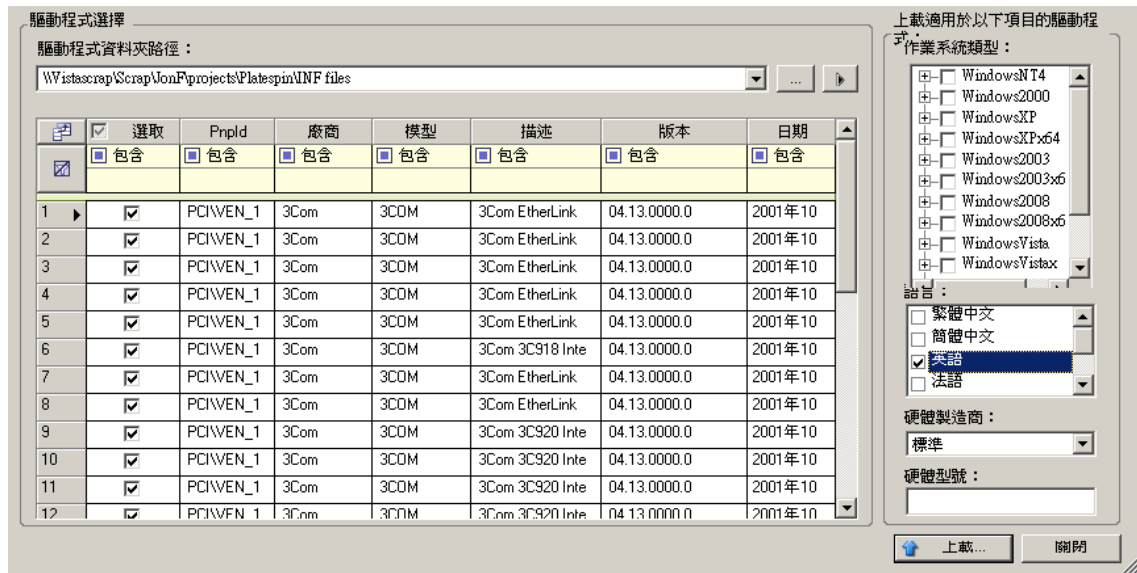 驅動程式選擇
驅動程式資料夾路徑：
\\Vistascrap\Scrap\JonF\projects\Platespin\INF files
...
選取 PnpId 廠商 模型 描述 版本 日期
包含 包含 包含 包含 包含 包含 包含
1 PCI\VEN_1 3Com 3COM 3Com EtherLink 04.13.0000.0 2001年10
2 PCI\VEN_1 3Com 3COM 3Com EtherLink 04.13.0000.0 2001年10
3 PCI\VEN_1 3Com 3COM 3Com EtherLink 04.13.0000.0 2001年10
4 PCI\VEN_1 3Com 3COM 3Com EtherLink 04.13.0000.0 2001年10
5 PCI\VEN_1 3Com 3COM 3Com EtherLink 04.13.0000.0 2001年10
6 PCI\VEN_1 3Com 3COM 3Com 3C918 Inte 04.13.0000.0 2001年10
7 PCI\VEN_1 3Com 3COM 3Com EtherLink 04.13.0000.0 2001年10
8 PCI\VEN_1 3Com 3COM 3Com EtherLink 04.13.0000.0 2001年10
9 PCI\VEN_1 3Com 3COM 3Com 3C920 Inte 04.13.0000.0 2001年10
10 PCI\VEN_1 3Com 3COM 3Com 3C920 Inte 04.13.0000.0 2001年10
11 PCI\VEN_1 3Com 3COM 3Com 3C920 Inte 04.13.0000.0 2001年10
12 PCI\VEN_1 3Com 3COM 3Com 3C920 Inte 04.13.0000.0 2001年10
上載適用於以下項目的驅動程
式：
作業系統類型：
WindowsNT4
Windows2000
WindowsXP
WindowsXPx64
Windows2003
Windows2003x6
Windows2008
Windows2008x6
WindowsVista
WindowsVistax
語言：
繁體中文
簡體中文
英語
法語
硬體製造商：
標準
硬體型號：
上載...
關閉